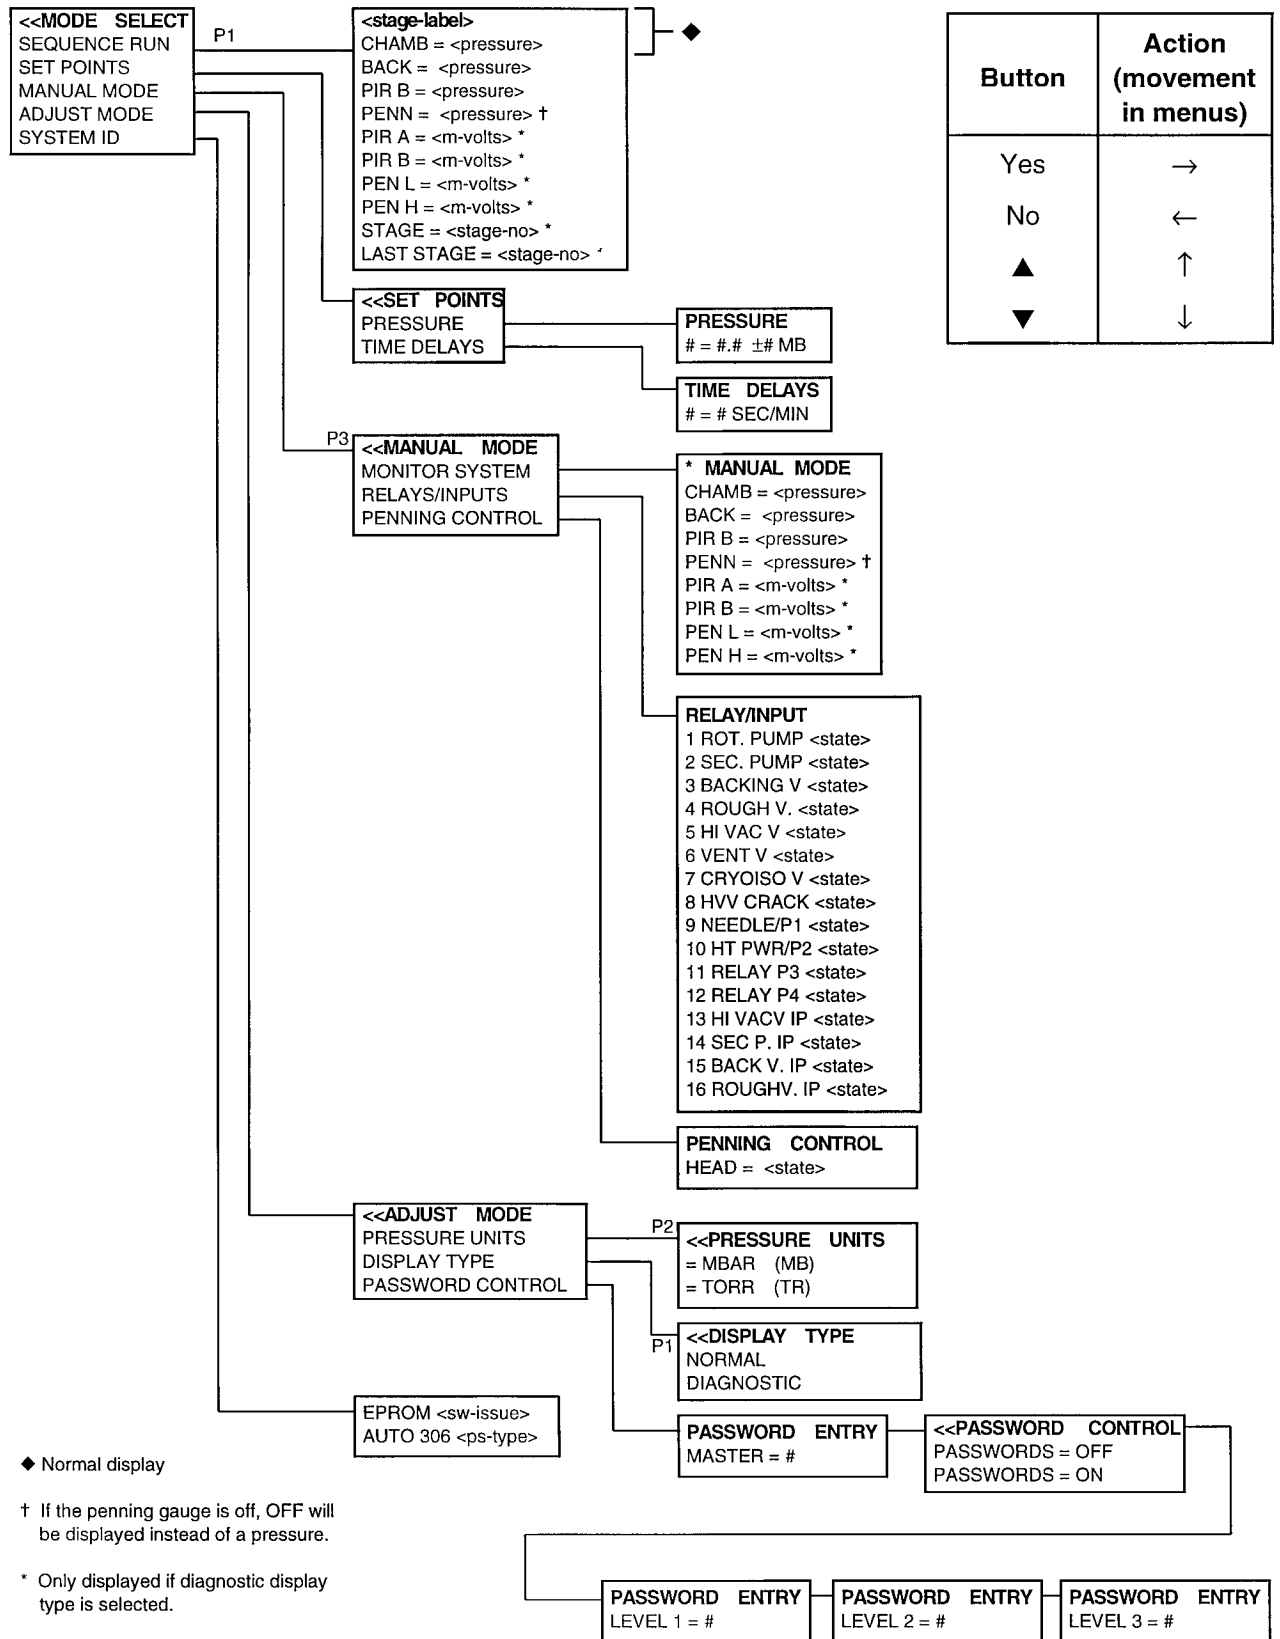 <<MODE SELECT
SEQUENCE RUN
SET POINTS
MANUAL MODE
ADJUST MODE
SYSTEM ID
P1
<stage-label>
CHAMB = <pressure>
BACK = <pressure>
PIR B = <pressure>
PENN = <pressure> †
PIR A = <m-volts> *
PIR B = <m-volts> *
PEN L = <m-volts> *
PEN H = <m-volts> *
STAGE = <stage-no> *
LAST STAGE = <stage-no> *
◆
Button
Action
(movement
in menus)
Yes →
No ←
▲ ↑
▼ ↓
<<SET POINTS
PRESSURE
TIME DELAYS
PRESSURE
# = #.# ±# MB
TIME DELAYS
# = # SEC/MIN
P3
<<MANUAL MODE
MONITOR SYSTEM
RELAYS/INPUTS
PENNING CONTROL
* MANUAL MODE
CHAMB = <pressure>
BACK = <pressure>
PIR B = <pressure>
PENN = <pressure> †
PIR A = <m-volts> *
PIR B = <m-volts> *
PEN L = <m-volts> *
PEN H = <m-volts> *
RELAY/INPUT
1 ROT. PUMP <state>
2 SEC. PUMP <state>
3 BACKING V <state>
4 ROUGH V. <state>
5 HI VAC V <state>
6 VENT V <state>
7 CRYOISO V <state>
8 HVV CRACK <state>
9 NEEDLE/P1 <state>
10 HT PWR/P2 <state>
11 RELAY P3 <state>
12 RELAY P4 <state>
13 HI VACV IP <state>
14 SEC P. IP <state>
15 BACK V. IP <state>
16 ROUGHV. IP <state>
PENNING CONTROL
HEAD = <state>
<<ADJUST MODE
PRESSURE UNITS
DISPLAY TYPE
PASSWORD CONTROL
P2
<<PRESSURE UNITS
= MBAR (MB)
= TORR (TR)
P1
<<DISPLAY TYPE
NORMAL
DIAGNOSTIC
EPROM <sw-issue>
AUTO 306 <ps-type>
PASSWORD ENTRY
MASTER = #
<<PASSWORD CONTROL
PASSWORDS = OFF
PASSWORDS = ON
◆ Normal display
† If the penning gauge is off, OFF will
be displayed instead of a pressure.
* Only displayed if diagnostic display
type is selected.
PASSWORD ENTRY
LEVEL 1 = #
PASSWORD ENTRY
LEVEL 2 = #
PASSWORD ENTRY
LEVEL 3 = #